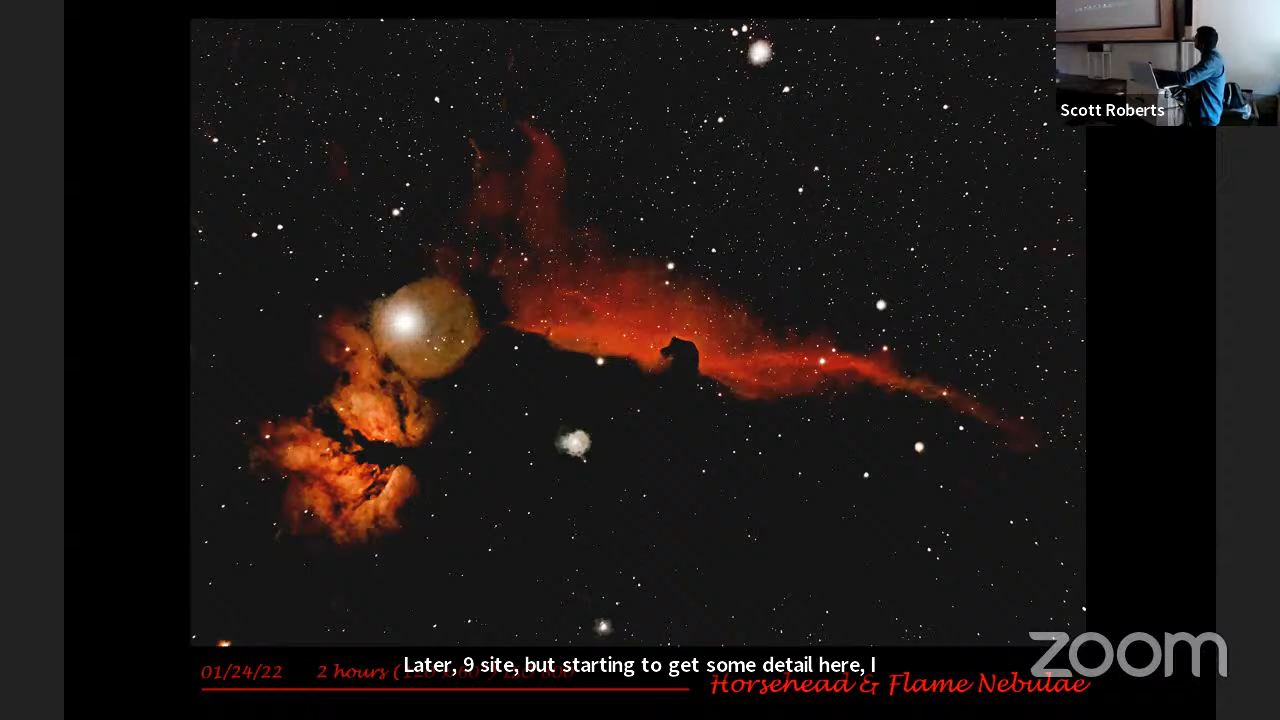 Scott Roberts
zoom
01/24/22 2 hours (
Later, 9 site, but starting to get some detail here, I
Horsehead & Flame Nebulae